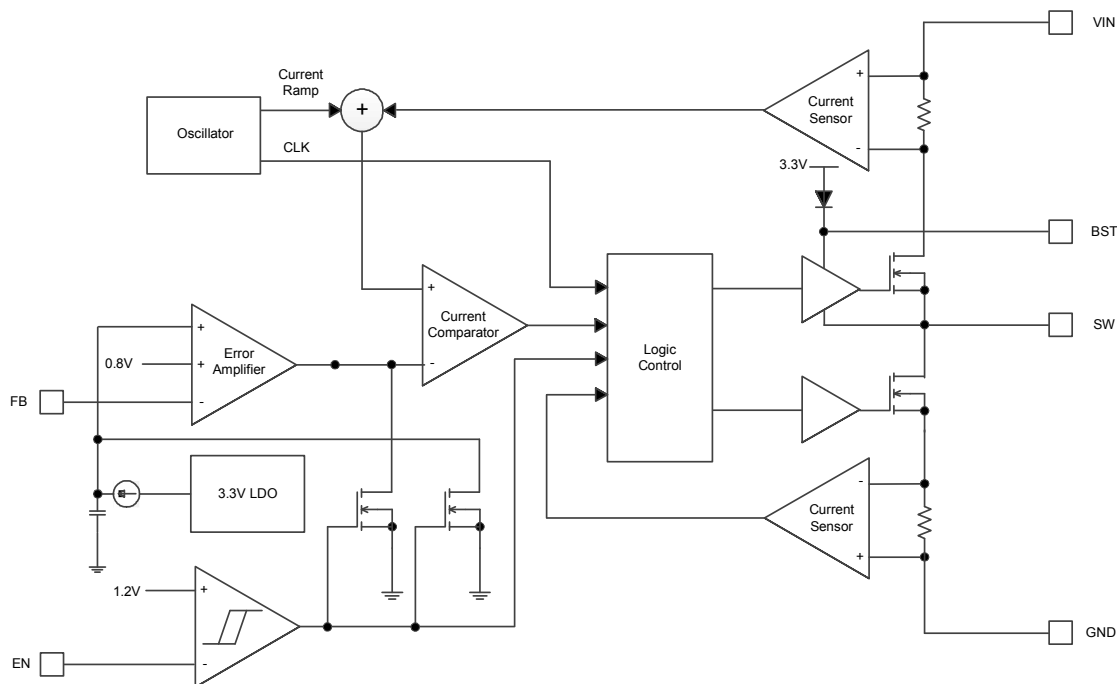 VIN
Current
Ramp
+
+
Current
Sensor
-
Oscillator
CLK
3.3V
BST
+
Current
Comparator
-
SW
+
Error
Amplifier
0.8V
+
-
Logic
Control
FB
3.3V LDO
-
Current
Sensor
+
1.2V
+
-
GND
EN